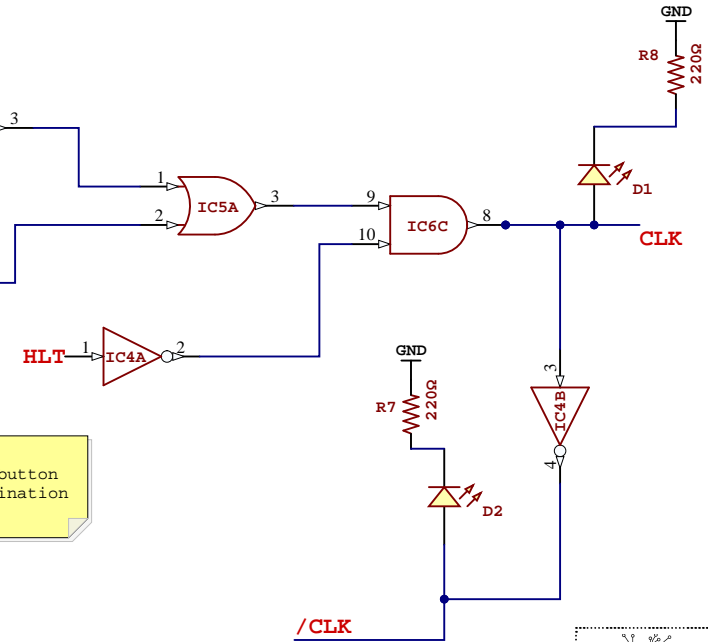 GND
R8
220Ω
3
1
IC5A
3
9
8
D1
2
IC6C
10
CLK
HLT
1
IC4A
2
GND
3
R7
220Ω
IC4B
4
button
ination
D2
/CLK